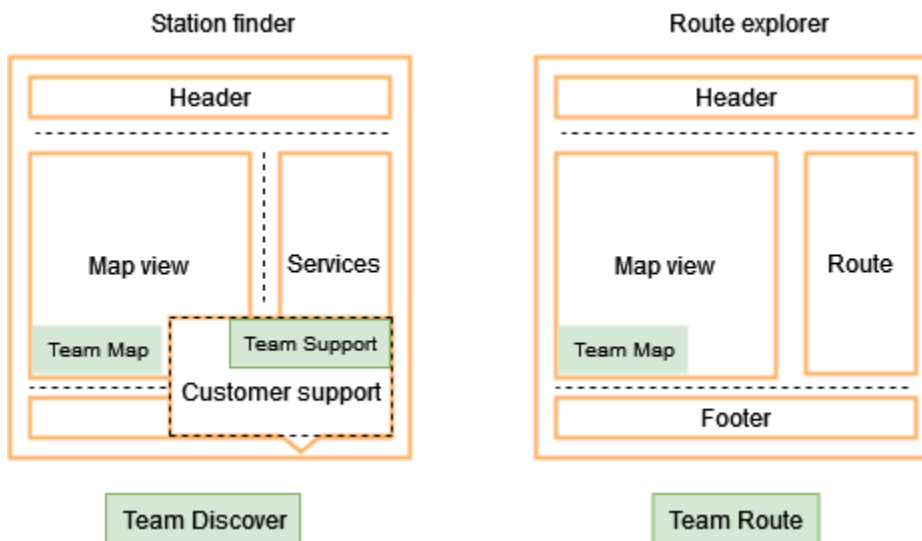 Station finder
Header
Map view
Services
Team Map
Team Support
Customer support
Team Discover
Route explorer
Header
Map view
Route
Team Map
Footer
Team Route